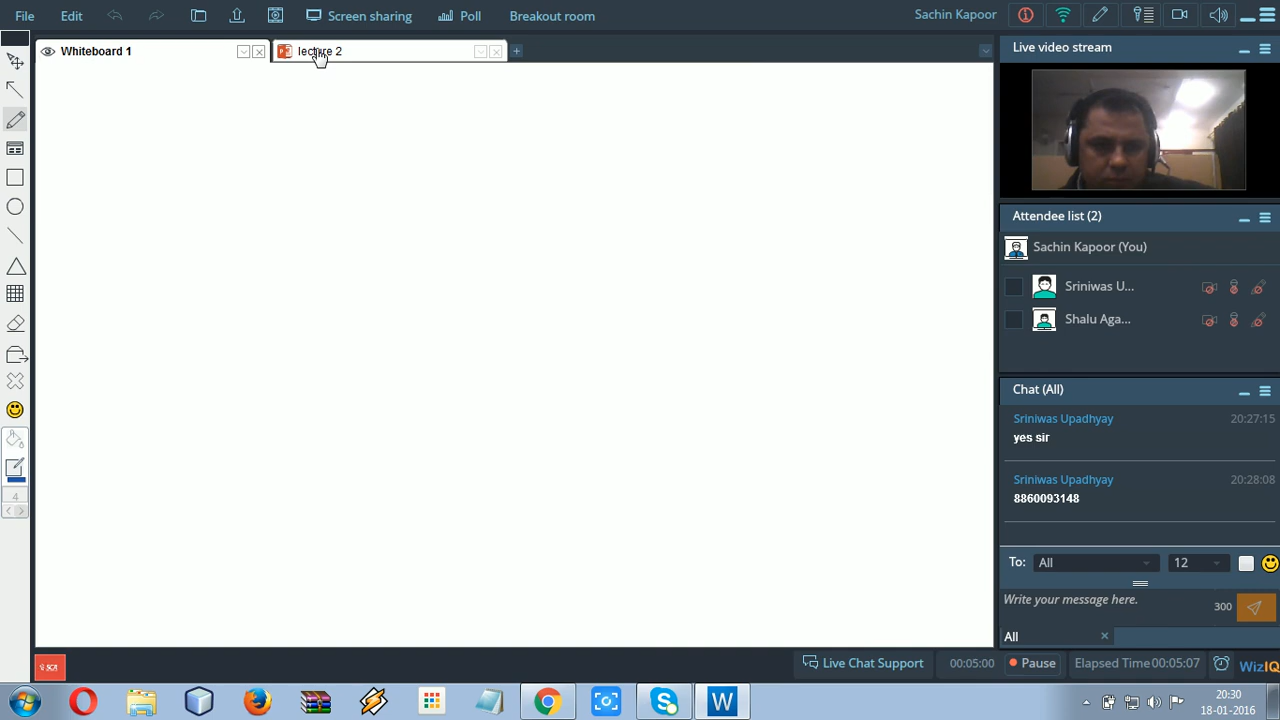 File Edit Screen sharing Poll Breakout room Sachin Kapoor
Whiteboard 1 lecture 2
Live video stream
Attendee list (2)
Sachin Kapoor (You)
Sriniwas U...
Shalu Aga...
Chat (All)
Sriniwas Upadhyay 20:27:15
yes sir
Sriniwas Upadhyay 20:28:08
8860093148
To: All 12
Write your message here. 300
All
4
Live Chat Support 00:05:00 Pause Elapsed Time 00:05:07 WizIQ
20:30
18-01-2016